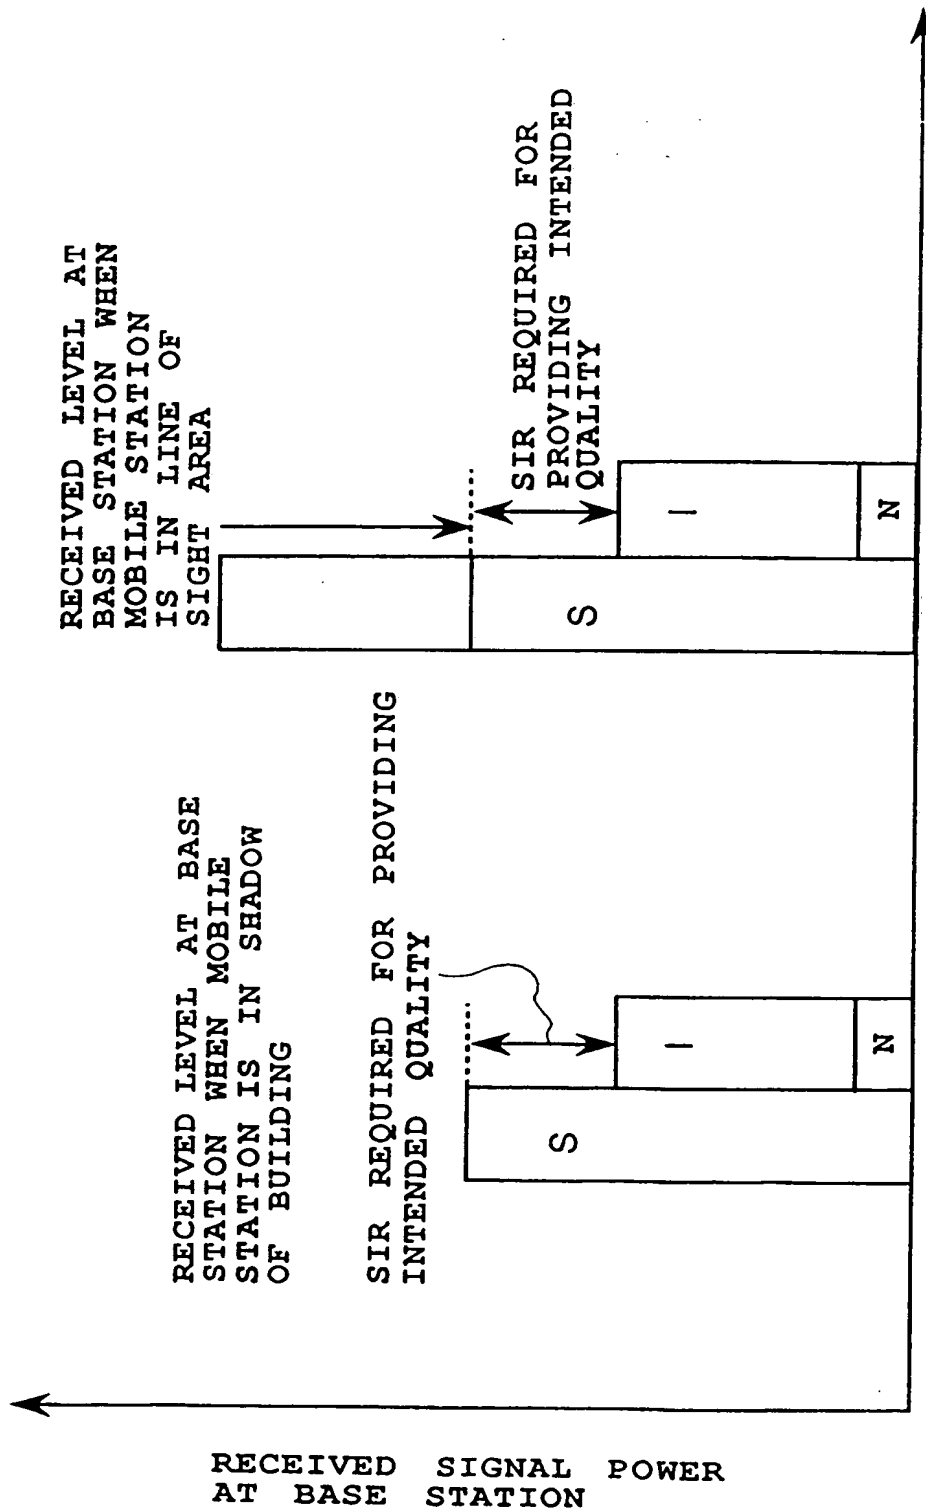 RECEIVED SIGNAL POWER
AT BASE STATION
RECEIVED LEVEL AT BASE
STATION WHEN MOBILE
STATION IS IN SHADOW
OF BUILDING
SIR REQUIRED FOR PROVIDING
INTENDED QUALITY
S
I
N
RECEIVED LEVEL AT
BASE STATION WHEN
MOBILE STATION
IS IN LINE OF
SIGHT AREA
SIR REQUIRED FOR
PROVIDING INTENDED
QUALITY
S
I
N